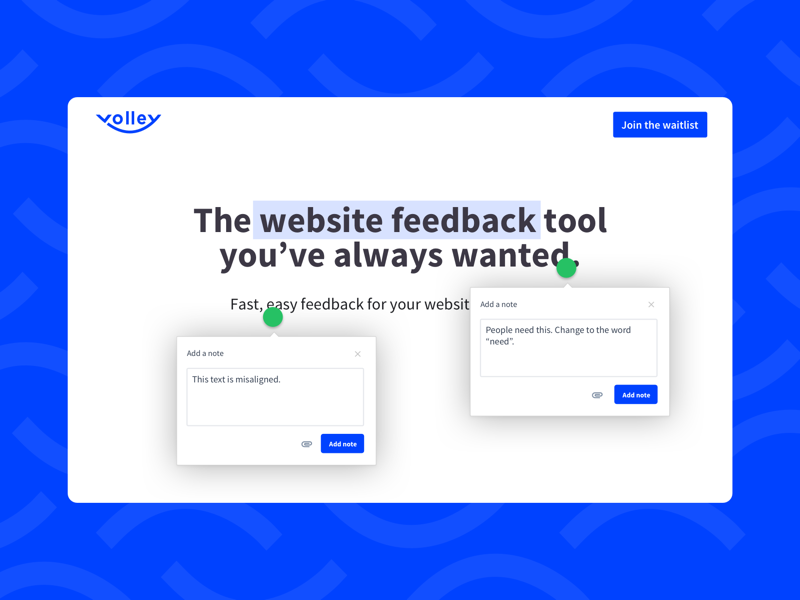 volley
Join the waitlist
The website feedback tool
you’ve always wanted.
Fast, easy feedback for your
Add a note
People need this. Change to the word
“need”.
Add note
Add a note
This text is misaligned.
Add note